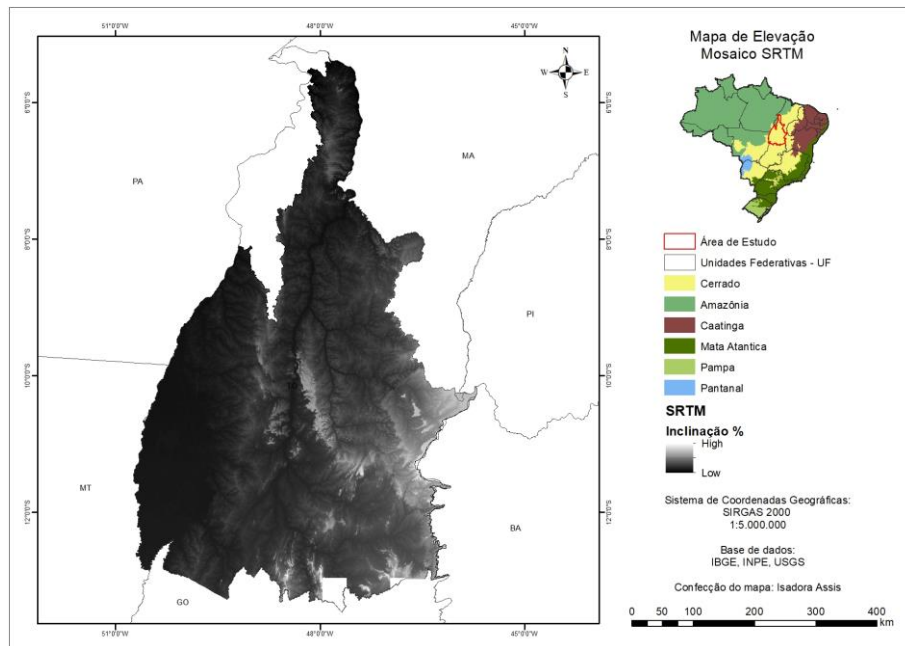 51°0'0"W
48°0'0"W
45°0'0"W
6°0'0"S
8°0'0"S
10°0'0"S
12°0'0"S
N
W
E
S
PA
MA
PI
MT
BA
GO
6°0'0"S
8°0'0"S
10°0'0"S
12°0'0"S
51°0'0"W
48°0'0"W
45°0'0"W
Mapa de Elevação
Mosaico SRTM
Área de Estudo
Unidades Federativas - UF
Cerrado
Amazônia
Caatinga
Mata Atantica
Pampa
Pantanal
SRTM
Inclinação %
High
Low
Sistema de Coordenadas Geográficas:
SIRGAS 2000
1:5.000.000
Base de dados:
IBGE, INPE, USGS
Confecção do mapa: Isadora Assis
0 50 100 200 300 400
km